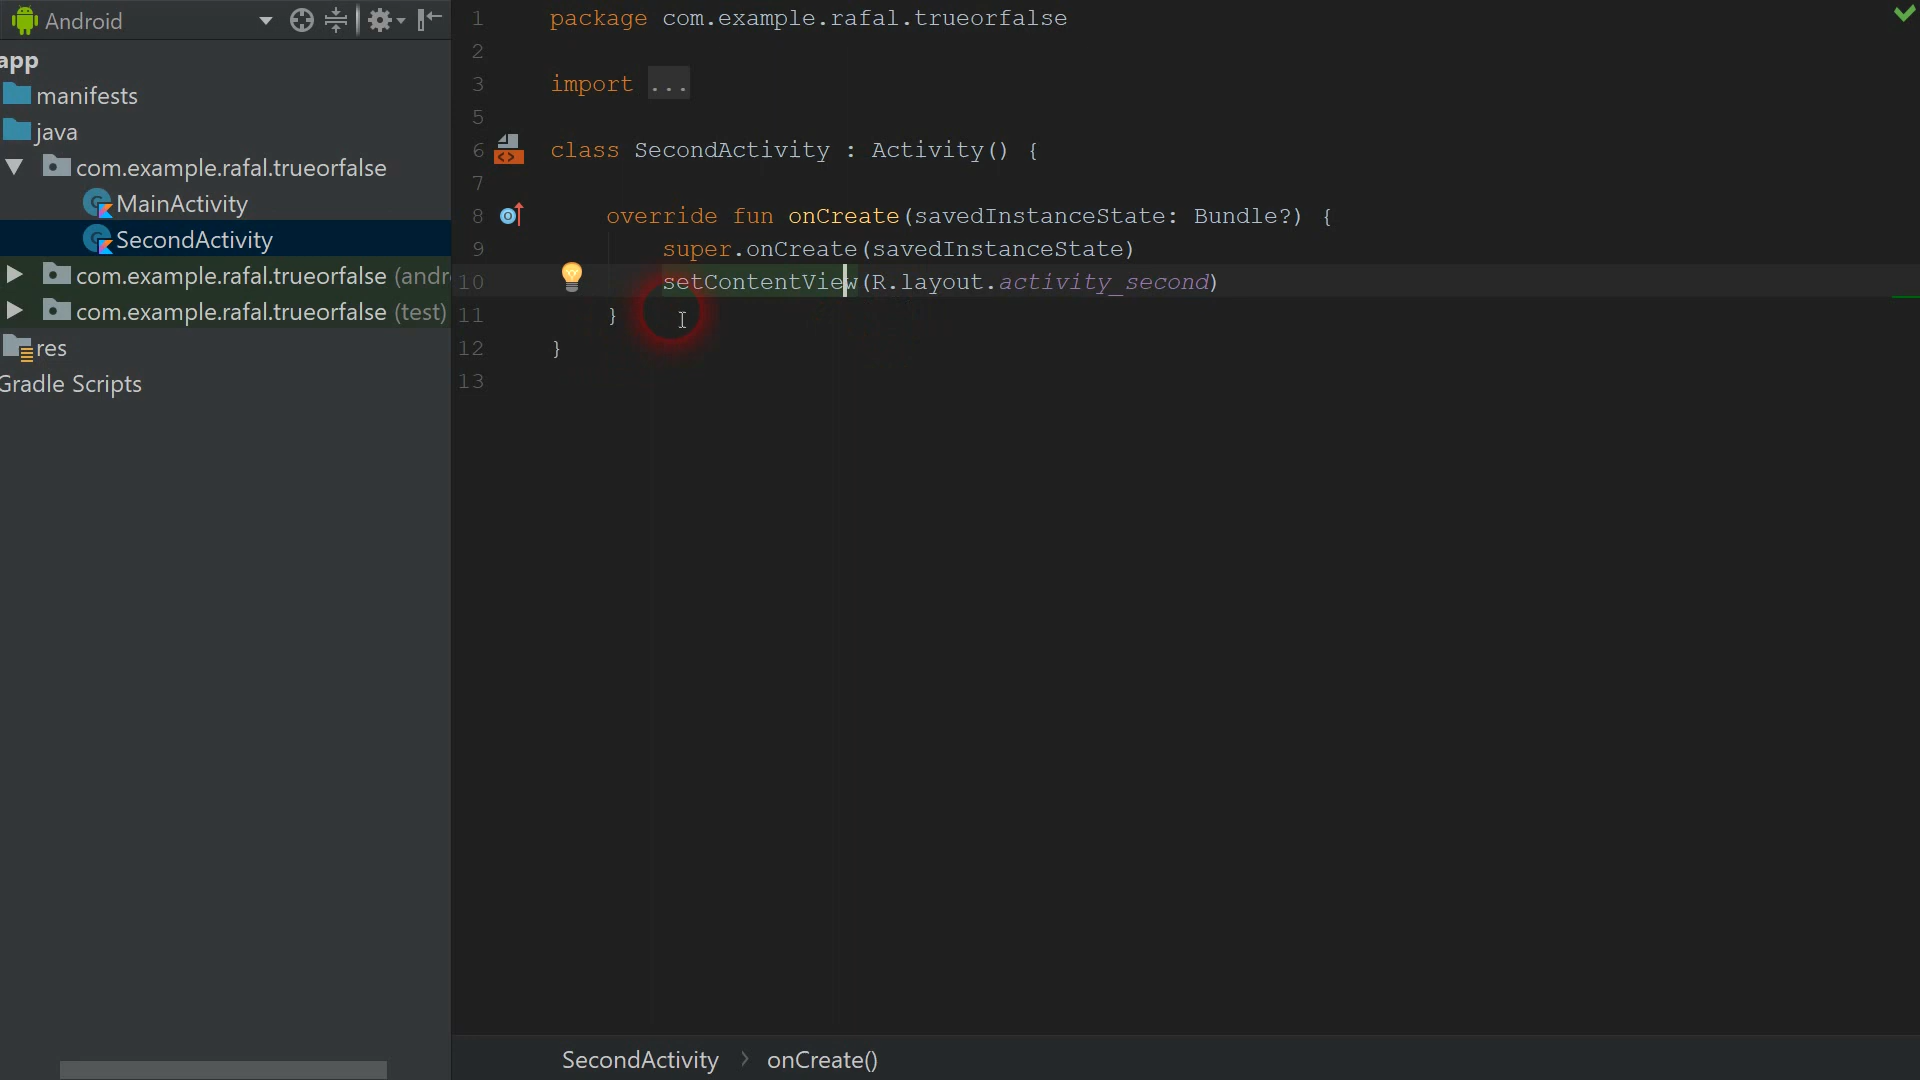 Android
app
manifests
java
com.example.rafal.trueorfalse
MainActivity
SecondActivity
com.example.rafal.trueorfalse (andr
com.example.rafal.trueorfalse (test)
res
Gradle Scripts
1 package com.example.rafal.trueorfalse
2
3 import ...
5
6 class SecondActivity : Activity() {
7
8 override fun onCreate(savedInstanceState: Bundle?) {
9 super.onCreate(savedInstanceState)
10 setContentView(R.layout.activity_second)
11 }
12 }
13
SecondActivity > onCreate()